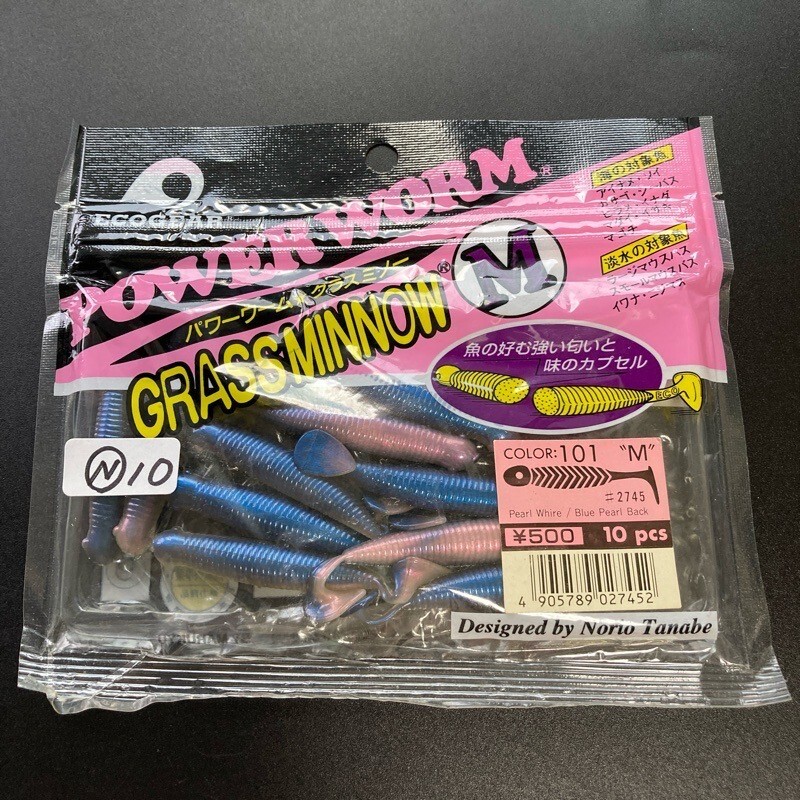 ECOGEAR®
POWER WORM®
パワーワーム グラスミノー
GRASS MINNOW®
M
海の対象魚
淡水の対象魚
魚の好む強い匂いと
味のカプセル
ECO
N 10
COLOR:101 "M"
#2745
Pearl Whire / Blue Pearl Back
¥500 10 pcs
4 905789 027452
Designed by Norio Tanabe